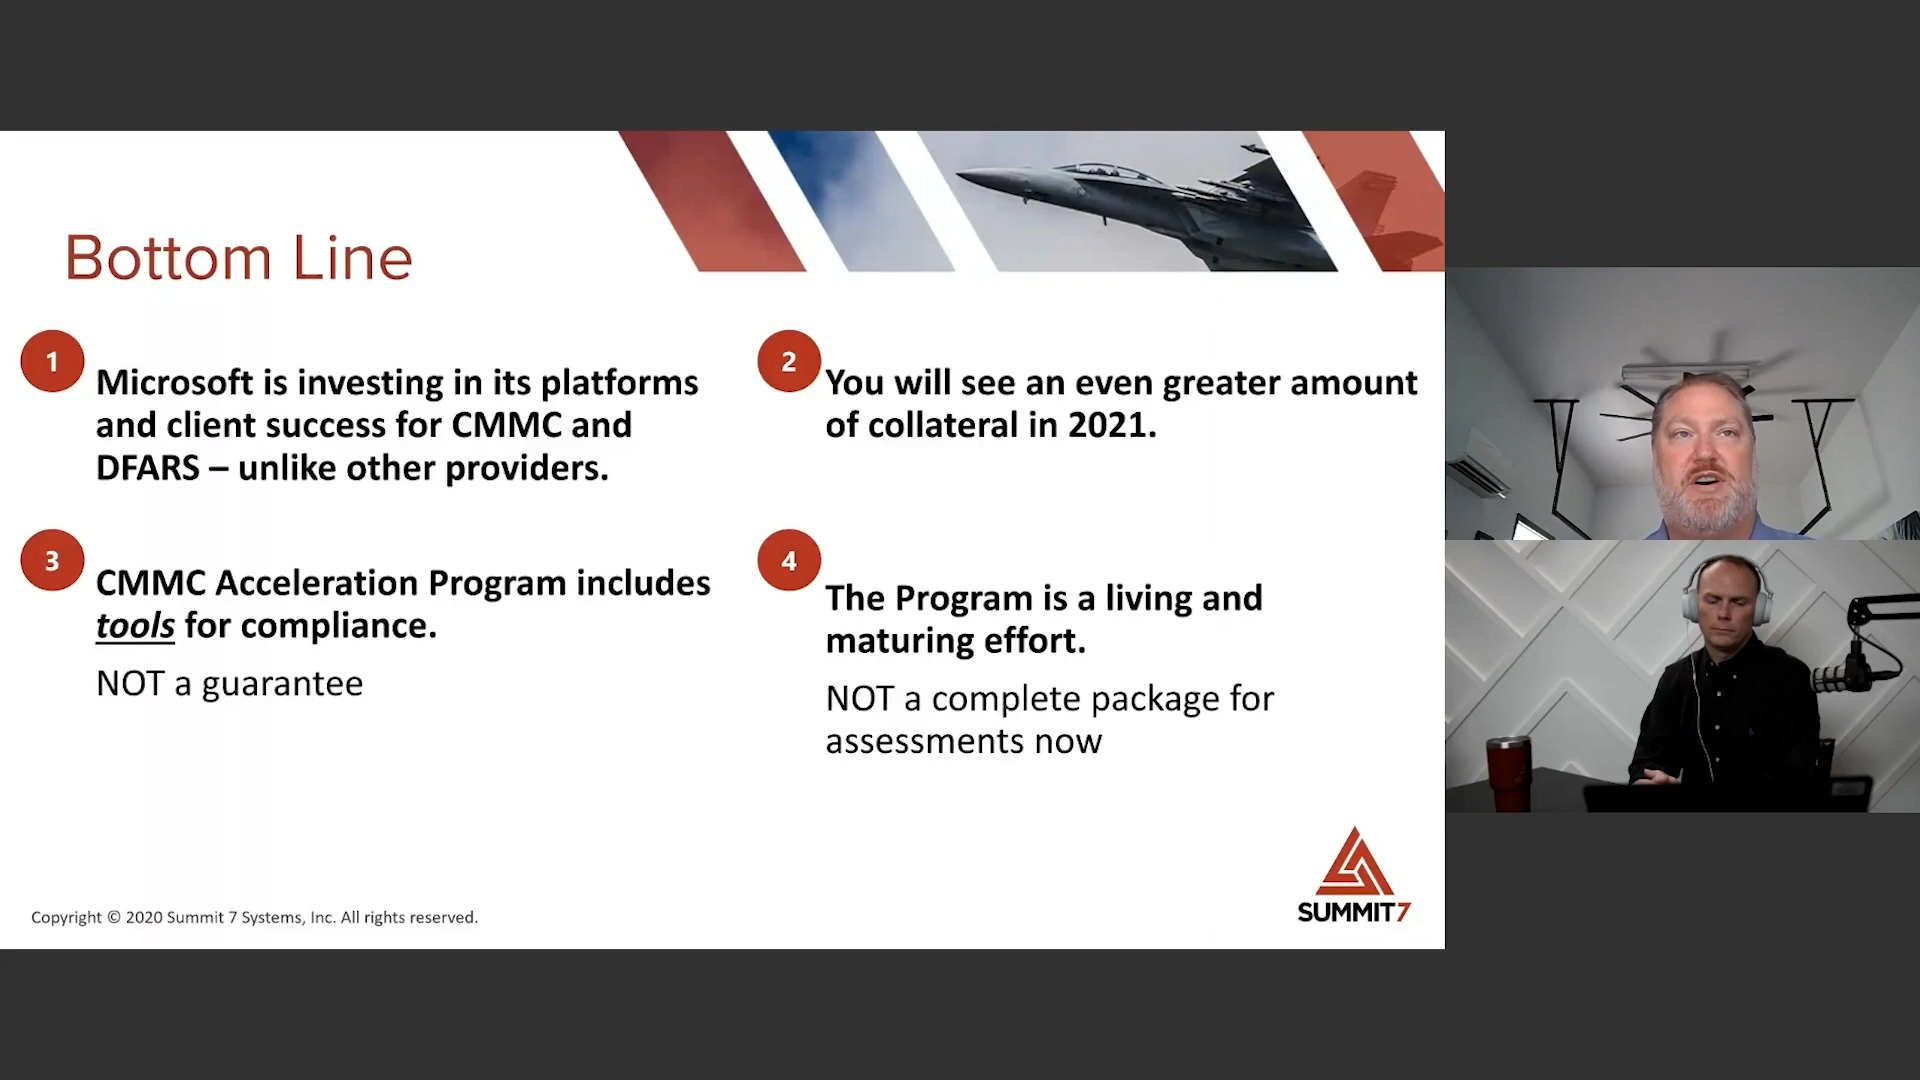 Bottom Line
1
Microsoft is investing in its platforms
and client success for CMMC and
DFARS – unlike other providers.
2
You will see an even greater amount
of collateral in 2021.
3
CMMC Acceleration Program includes
tools for compliance.
NOT a guarantee
4
The Program is a living and
maturing effort.
NOT a complete package for
assessments now
SUMMIT7
Copyright © 2020 Summit 7 Systems, Inc. All rights reserved.